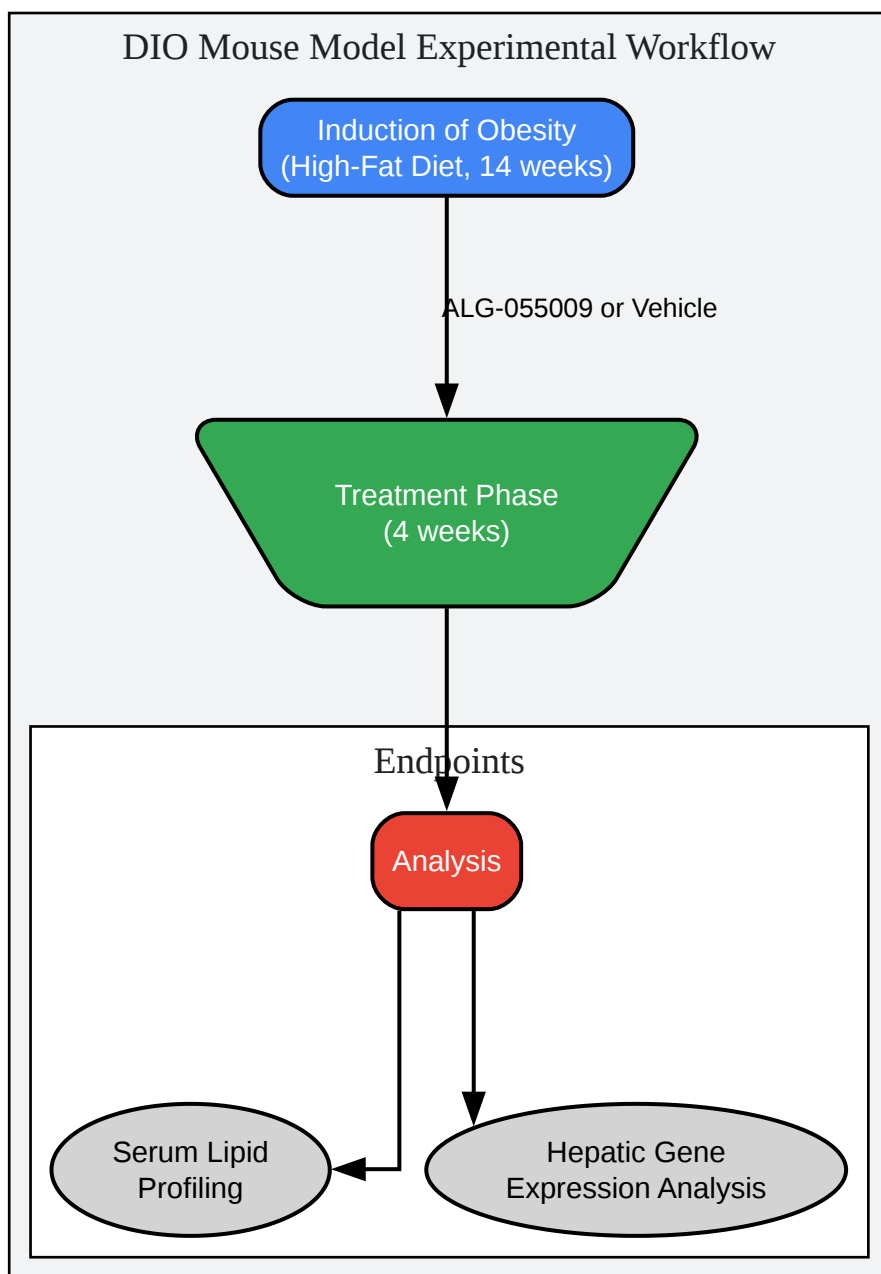 DIO Mouse Model Experimental Workflow
Induction of Obesity
(High-Fat Diet, 14 weeks)
ALG-055009 or Vehicle
Treatment Phase
(4 weeks)
Endpoints
Analysis
Serum Lipid
Profiling
Hepatic Gene
Expression Analysis